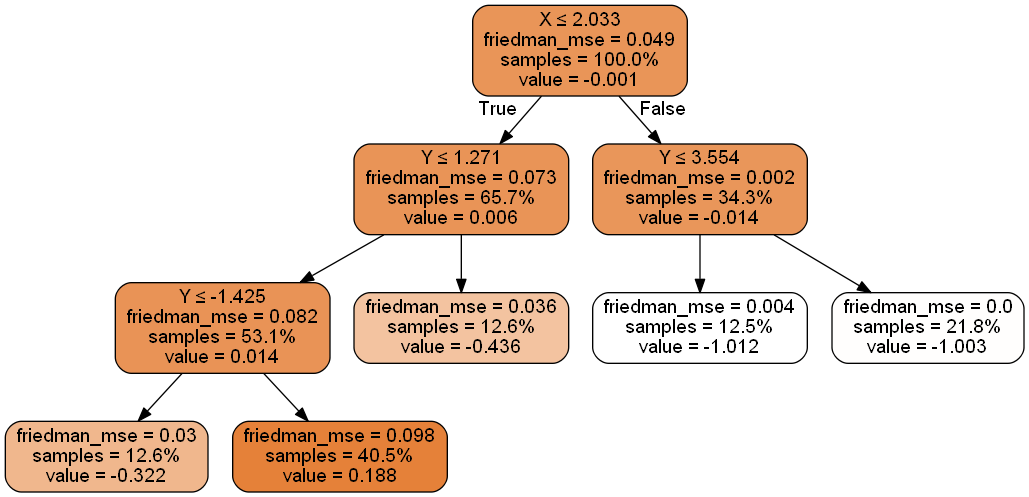 X ≤ 2.033
friedman_mse = 0.049
samples = 100.0%
value = -0.001
True
False
Y ≤ 1.271
friedman_mse = 0.073
samples = 65.7%
value = 0.006
Y ≤ 3.554
friedman_mse = 0.002
samples = 34.3%
value = -0.014
Y ≤ -1.425
friedman_mse = 0.082
samples = 53.1%
value = 0.014
friedman_mse = 0.036
samples = 12.6%
value = -0.436
friedman_mse = 0.004
samples = 12.5%
value = -1.012
friedman_mse = 0.0
samples = 21.8%
value = -1.003
friedman_mse = 0.03
samples = 12.6%
value = -0.322
friedman_mse = 0.098
samples = 40.5%
value = 0.188